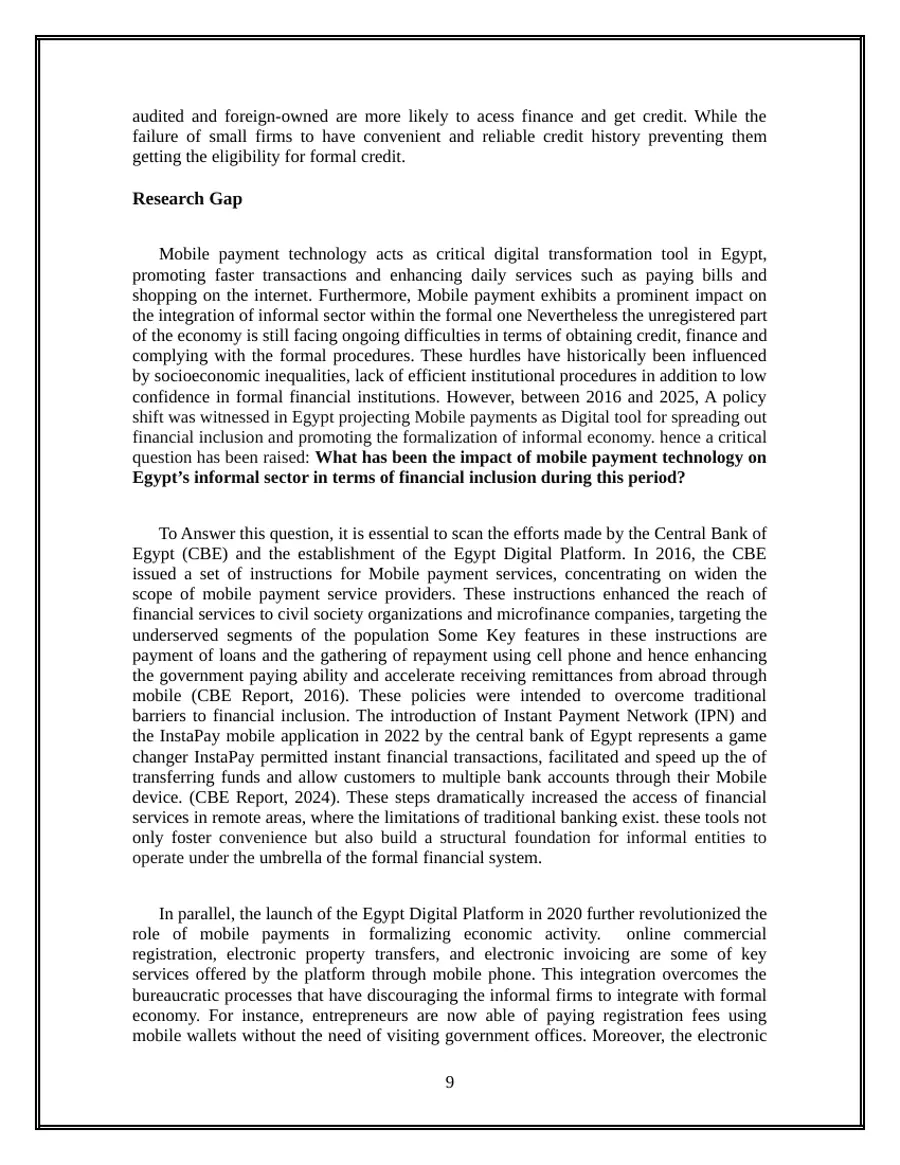 audited and foreign-owned are more likely to acess finance and get credit. While the
failure of small firms to have convenient and reliable credit history preventing them
getting the eligibility for formal credit.
Research Gap
Mobile payment technology acts as critical digital transformation tool in Egypt,
promoting faster transactions and enhancing daily services such as paying bills and
shopping on the internet. Furthermore, Mobile payment exhibits a prominent impact on
the integration of informal sector within the formal one Nevertheless the unregistered part
of the economy is still facing ongoing difficulties in terms of obtaining credit, finance and
complying with the formal procedures. These hurdles have historically been influenced
by socioeconomic inequalities, lack of efficient institutional procedures in addition to low
confidence in formal financial institutions. However, between 2016 and 2025, A policy
shift was witnessed in Egypt projecting Mobile payments as Digital tool for spreading out
financial inclusion and promoting the formalization of informal economy. hence a critical
question has been raised: What has been the impact of mobile payment technology on
Egypt’s informal sector in terms of financial inclusion during this period?
To Answer this question, it is essential to scan the efforts made by the Central Bank of
Egypt (CBE) and the establishment of the Egypt Digital Platform. In 2016, the CBE
issued a set of instructions for Mobile payment services, concentrating on widen the
scope of mobile payment service providers. These instructions enhanced the reach of
financial services to civil society organizations and microfinance companies, targeting the
underserved segments of the population Some Key features in these instructions are
payment of loans and the gathering of repayment using cell phone and hence enhancing
the government paying ability and accelerate receiving remittances from abroad through
mobile (CBE Report, 2016). These policies were intended to overcome traditional
barriers to financial inclusion. The introduction of Instant Payment Network (IPN) and
the InstaPay mobile application in 2022 by the central bank of Egypt represents a game
changer InstaPay permitted instant financial transactions, facilitated and speed up the of
transferring funds and allow customers to multiple bank accounts through their Mobile
device. (CBE Report, 2024). These steps dramatically increased the access of financial
services in remote areas, where the limitations of traditional banking exist. these tools not
only foster convenience but also build a structural foundation for informal entities to
operate under the umbrella of the formal financial system.
In parallel, the launch of the Egypt Digital Platform in 2020 further revolutionized the
role of mobile payments in formalizing economic activity. online commercial
registration, electronic property transfers, and electronic invoicing are some of key
services offered by the platform through mobile phone. This integration overcomes the
bureaucratic processes that have discouraging the informal firms to integrate with formal
economy. For instance, entrepreneurs are now able of paying registration fees using
mobile wallets without the need of visiting government offices. Moreover, the electronic
9